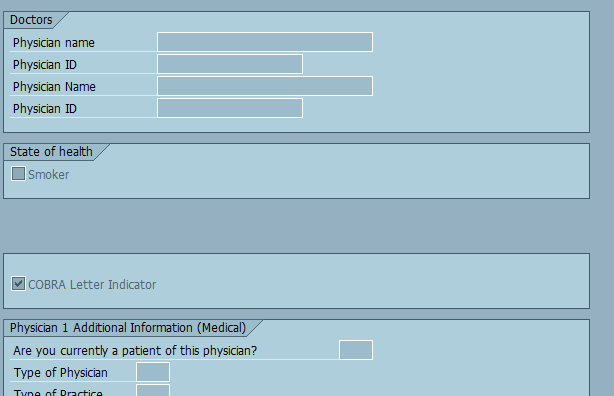 Doctors
Physician name
Physician ID
Physician Name
Physician ID
State of health
Smoker
COBRA Letter Indicator
Physician 1 Additional Information (Medical)
Are you currently a patient of this physician?
Type of Physician
Type of Practice